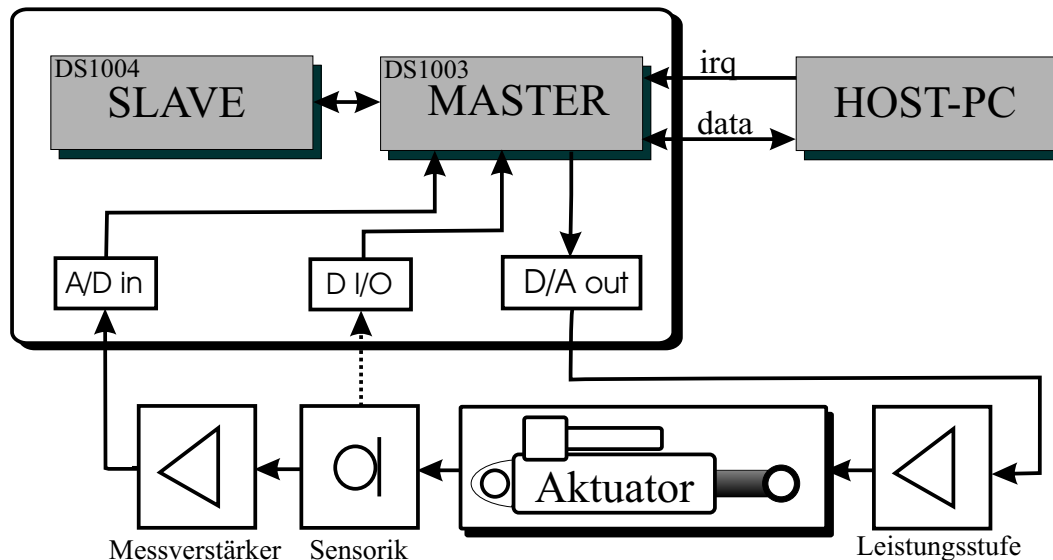 DS1004
SLAVE
DS1003
MASTER
irq
data
HOST-PC
A/D in
D I/O
D/A out
Aktuator
Messverstärker
Sensorik
Leistungsstufe